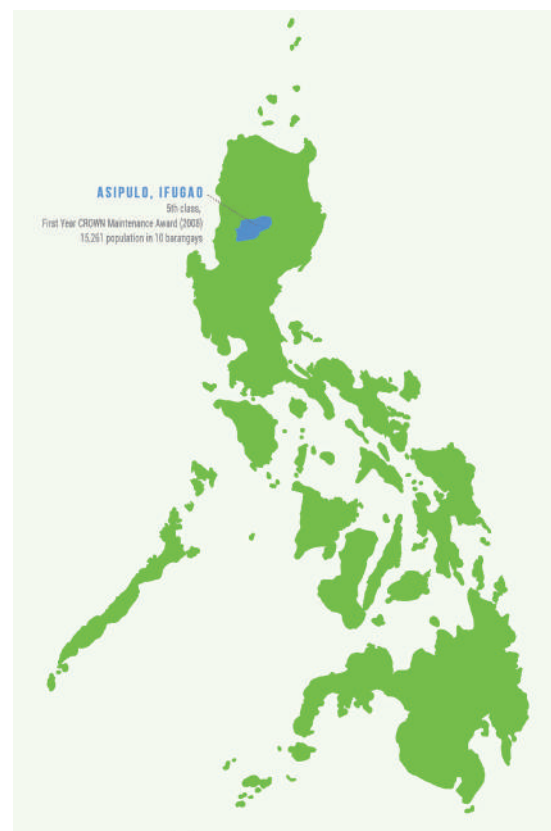 ASIPULO, IFUGAO
5th class,
First Year CROWN Maintenance Award (2008)
15,261 population in 10 barangays